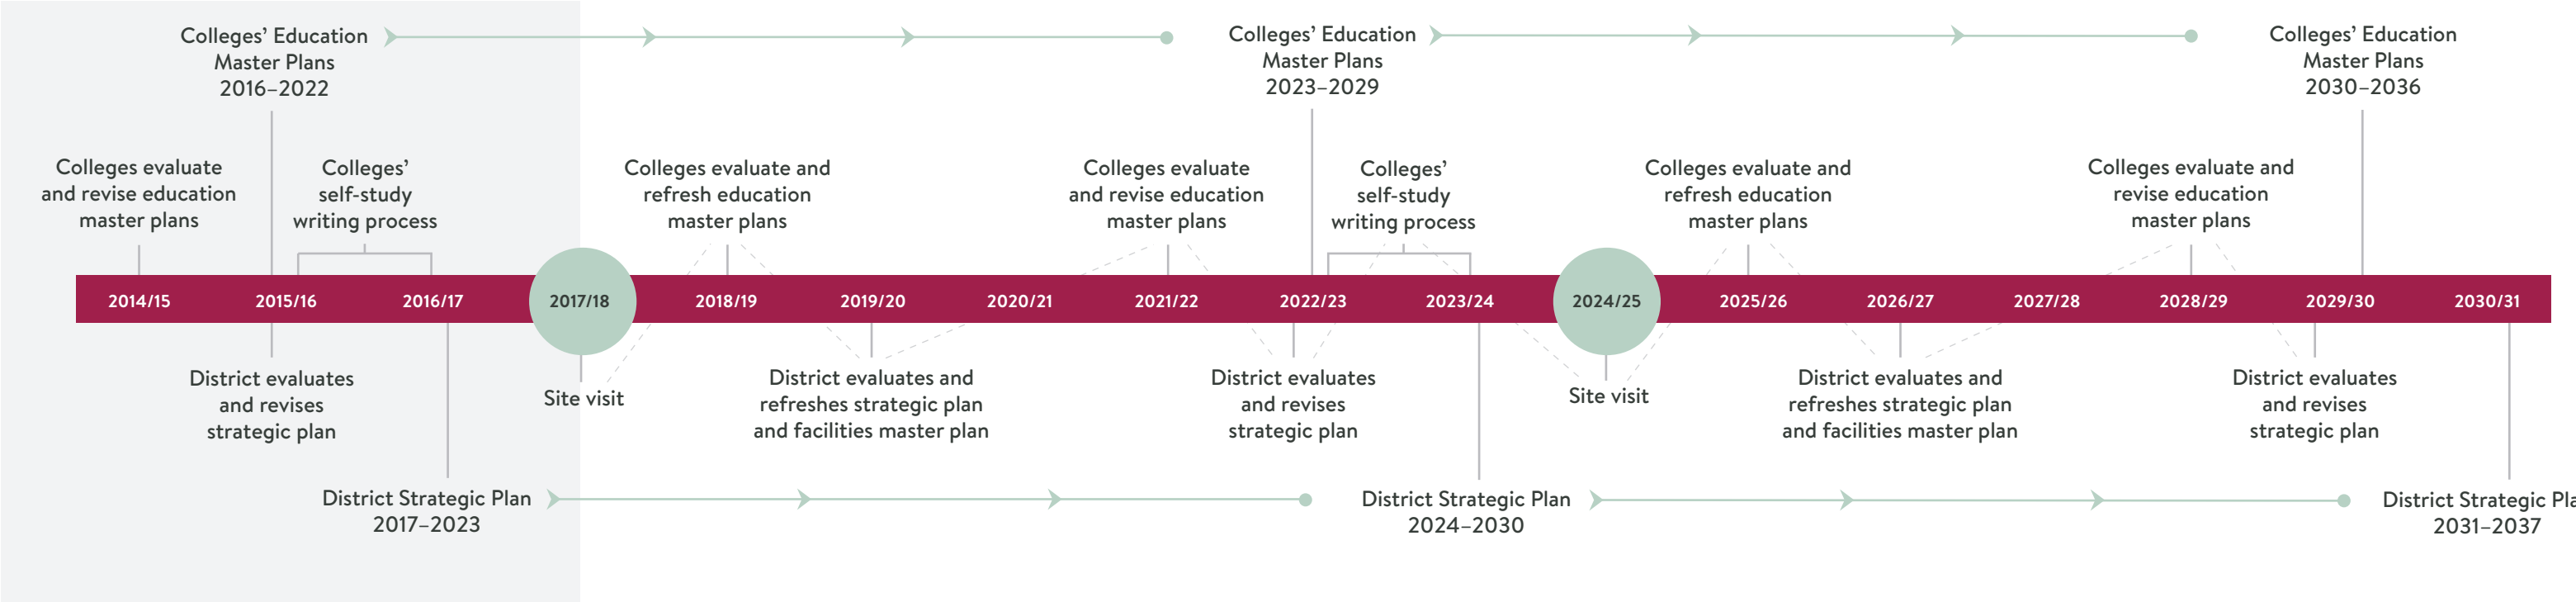 Colleges’ Education
Master Plans
2016–2022
Colleges’ Education
Master Plans
2023–2029
Colleges’ Education
Master Plans
2030–2036
Colleges evaluate
and revise education
master plans
Colleges’
self-study
writing process
Colleges evaluate and
refresh education
master plans
Colleges evaluate
and revise education
master plans
Colleges’
self-study
writing process
Colleges evaluate and
refresh education
master plans
Colleges evaluate and
revise education
master plans
2014/15 2015/16 2016/17 2017/18 2018/19 2019/20 2020/21 2021/22 2022/23 2023/24 2024/25 2025/26 2026/27 2027/28 2028/29 2029/30 2030/31
District evaluates
and revises
strategic plan
Site visit
District evaluates and
refreshes strategic plan
and facilities master plan
District evaluates
and revises
strategic plan
Site visit
District evaluates and
refreshes strategic plan
and facilities master plan
District evaluates
and revises
strategic plan
District Strategic Plan
2017–2023
District Strategic Plan
2024–2030
District Strategic
2031–2037